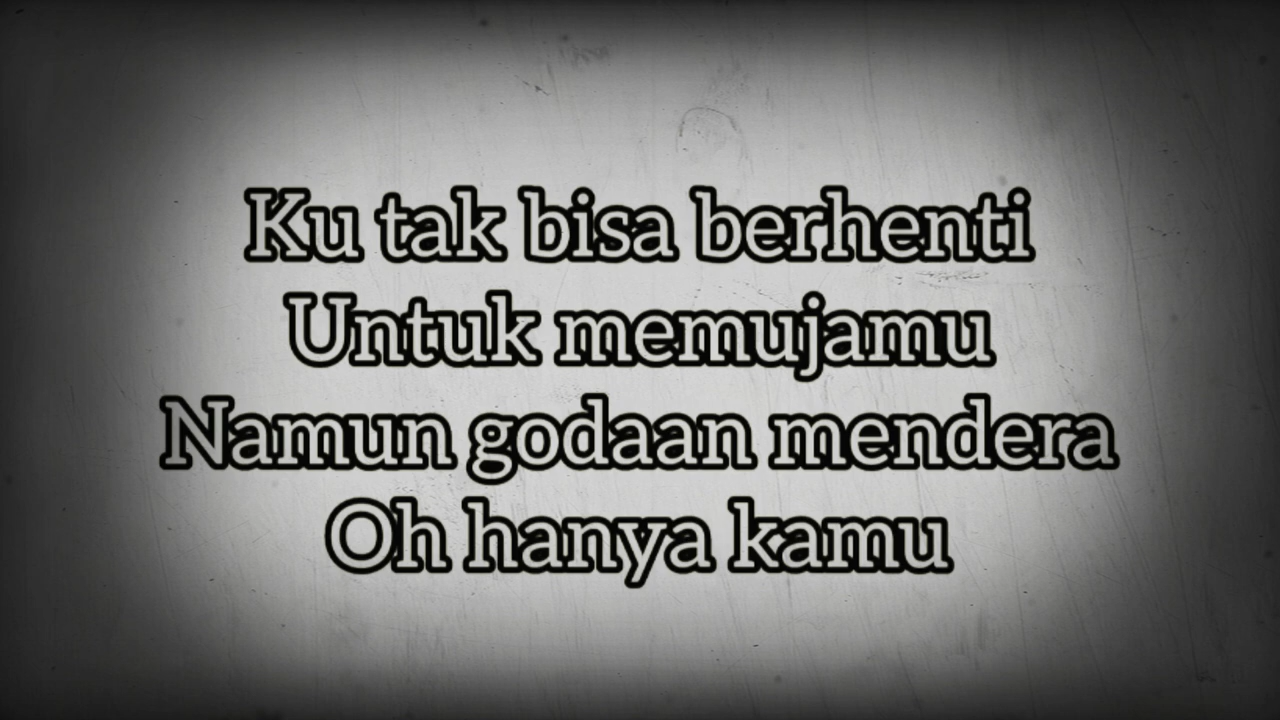 Ku tak bisa berhenti
Untuk memujamu
Namun godaan mendera
Oh hanya kamu